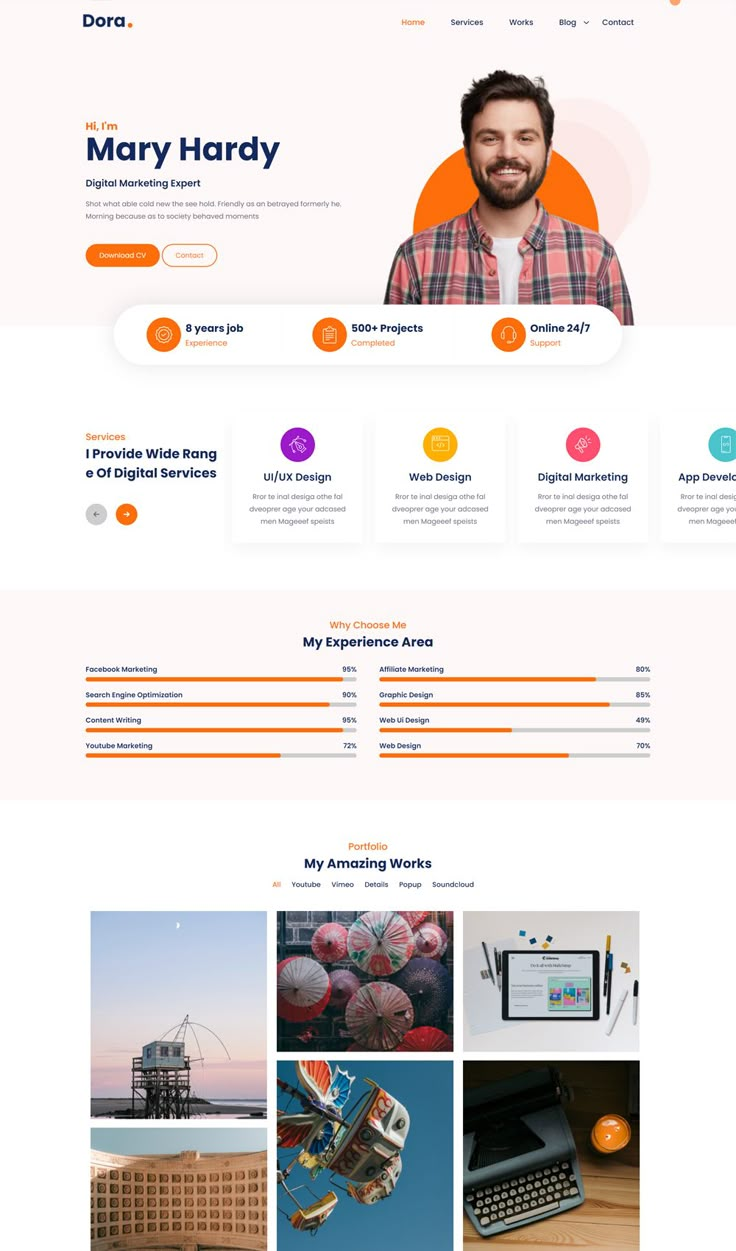 Dora.
Home Services Works Blog Contact
Hi, I'm
Mary Hardy
Digital Marketing Expert
Shot what able cold new the see hold. Friendly as an betrayed formerly he.
Morning because as to society behaved moments
Download CV Contact
8 years job
Experience
500+ Projects
Completed
Online 24/7
Support
Services
I Provide Wide Rang
e Of Digital Services
UI/UX Design
Rror te inal desiga othe fal
dveoprer age your adcased
men Mageeef speists
Web Design
Rror te inal desiga othe fal
dveoprer age your adcased
men Mageeef speists
Digital Marketing
Rror te inal desiga othe fal
dveoprer age your adcased
men Mageeef speists
App Develo
Rror te inal desig
dveoprer age yo
men Mageeef
Why Choose Me
My Experience Area
Facebook Marketing 95%
Search Engine Optimization 90%
Content Writing 95%
Youtube Marketing 72%
Affiliate Marketing 80%
Graphic Design 85%
Web Ui Design 49%
Web Design 70%
Portfolio
My Amazing Works
All Youtube Vimeo Details Popup Soundcloud